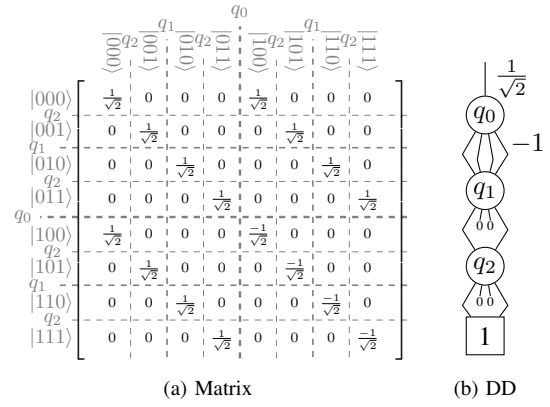 q₀
q₁ q₁
q₂ q₂ q₂ q₂
|000⟩ |001⟩ |010⟩ |011⟩ |100⟩ |101⟩ |110⟩ |111⟩
|000⟩ 1/√2 0 0 0 1/√2 0 0 0
q₂
|001⟩ 0 1/√2 0 0 0 1/√2 0 0
q₁
|010⟩ 0 0 1/√2 0 0 0 1/√2 0
q₂
|011⟩ 0 0 0 1/√2 0 0 0 1/√2
q₀
|100⟩ 1/√2 0 0 0 -1/√2 0 0 0
q₂
|101⟩ 0 1/√2 0 0 0 -1/√2 0 0
q₁
|110⟩ 0 0 1/√2 0 0 0 -1/√2 0
q₂
|111⟩ 0 0 0 1/√2 0 0 0 -1/√2
(a) Matrix
1/√2
q₀
−1
q₁
0 0
q₂
0 0
1
(b) DD